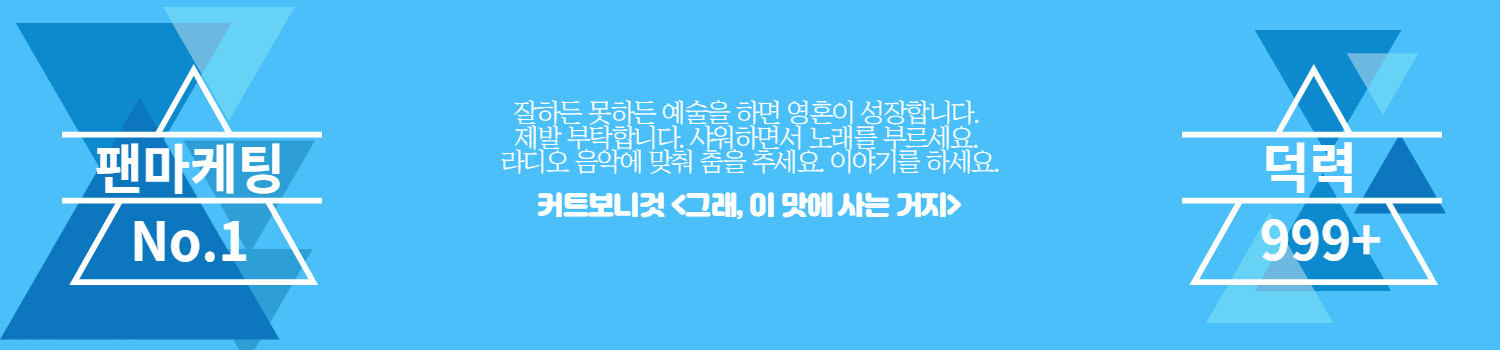 팬마케팅
No.1
잘하든 못하든 예술을 하면 영혼이 성장합니다.
제발 부탁합니다. 샤워하면서 노래를 부르세요.
라디오 음악에 맞춰 춤을 추세요. 이야기를 하세요.
커트보니것 <그래, 이 맛에 사는 거지>
덕력
999+